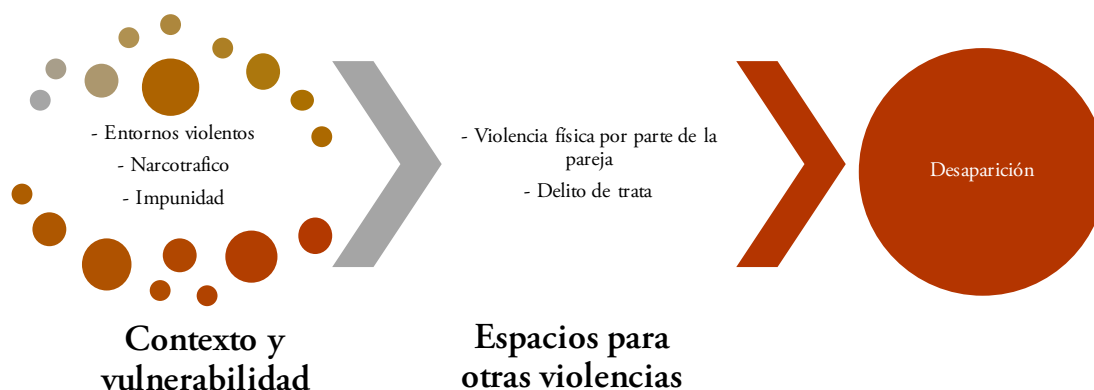 - Entornos violentos
- Narcotrafico
- Impunidad
Contexto y
vulnerabilidad
- Violencia física por parte de la
pareja
- Delito de trata
Espacios para
otras violencias
Desaparición